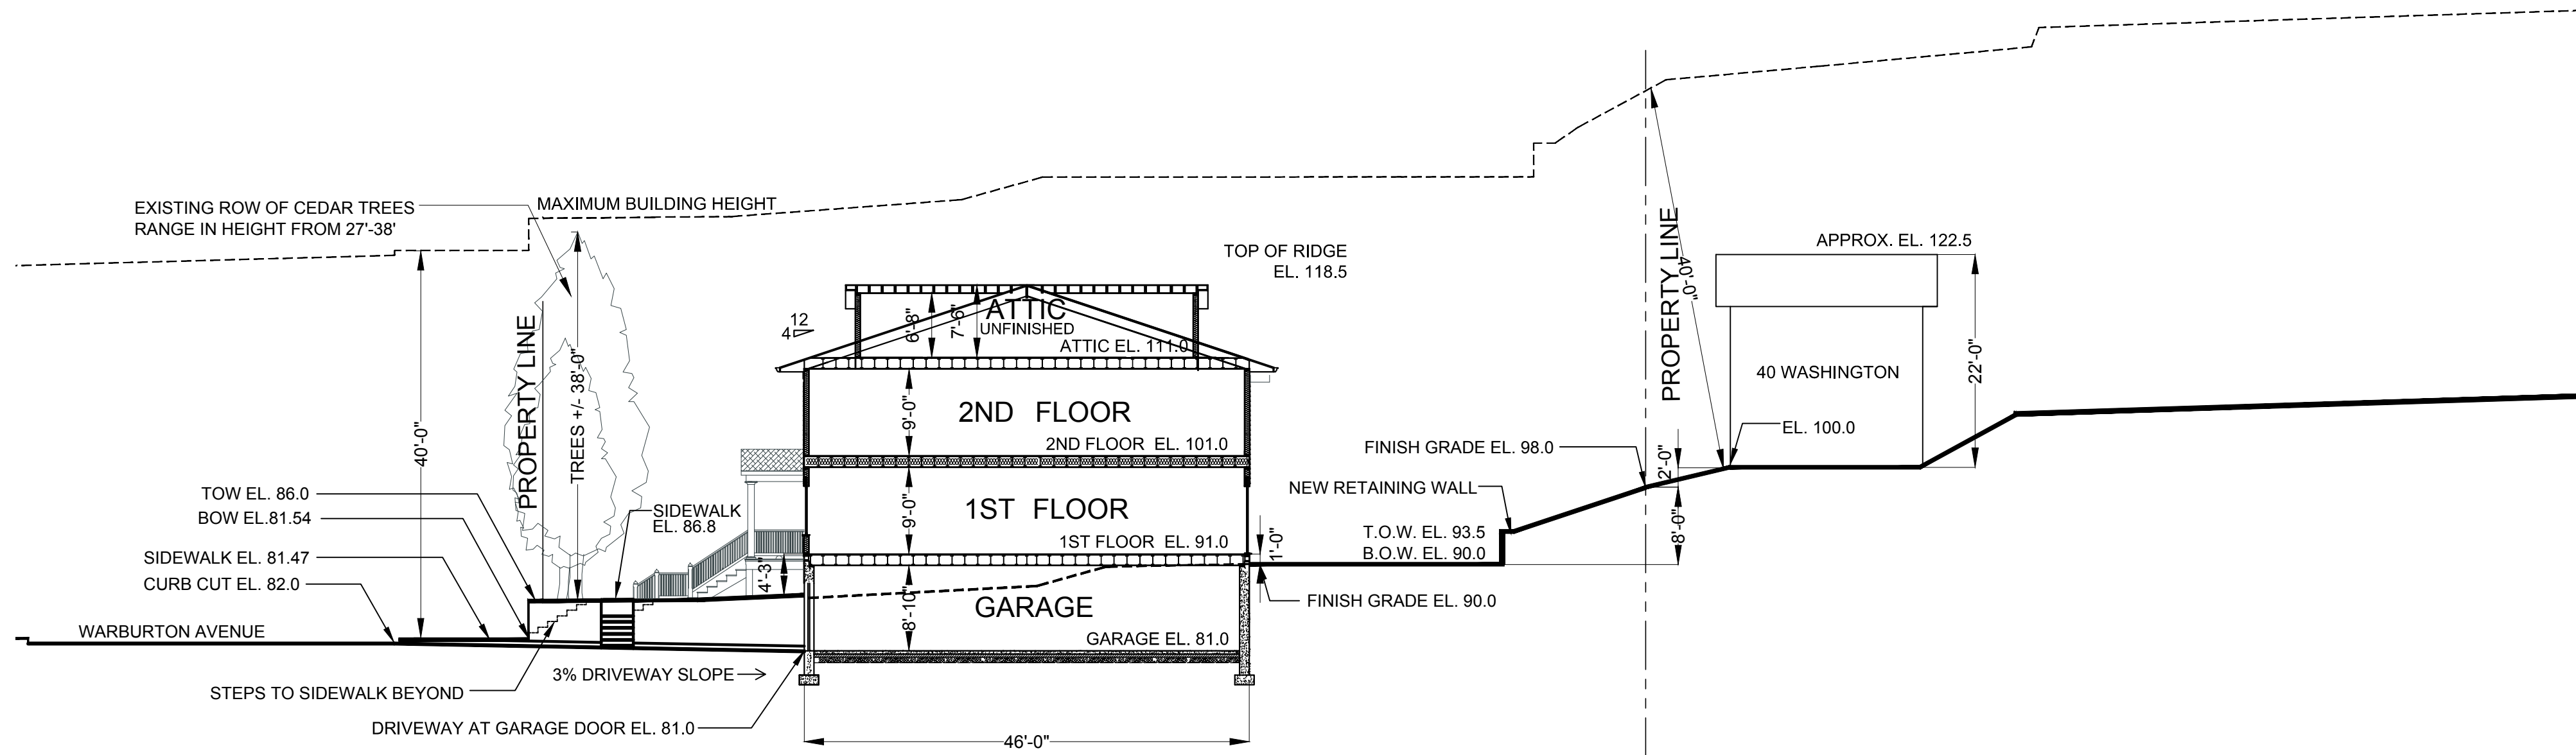 EXISTING ROW OF CEDAR TREES
RANGE IN HEIGHT FROM 27'-38'
MAXIMUM BUILDING HEIGHT
TOP OF RIDGE
EL. 118.5
APPROX. EL. 122.5
PROPERTY LINE
TREES +/- 38'-0"
40'-0"
12
4
6'-8"
7'-6"
ATTIC
UNFINISHED
ATTIC EL. 111.0
9'-0"
2ND FLOOR
2ND FLOOR EL. 101.0
9'-0"
1ST FLOOR
1ST FLOOR EL. 91.0
4'-3"
8'-10"
GARAGE
GARAGE EL. 81.0
46'-0"
1'-0"
TOW EL. 86.0
BOW EL.81.54
SIDEWALK EL. 81.47
CURB CUT EL. 82.0
WARBURTON AVENUE
SIDEWALK
EL. 86.8
STEPS TO SIDEWALK BEYOND
3% DRIVEWAY SLOPE
DRIVEWAY AT GARAGE DOOR EL. 81.0
FINISH GRADE EL. 98.0
NEW RETAINING WALL
T.O.W. EL. 93.5
B.O.W. EL. 90.0
FINISH GRADE EL. 90.0
PROPERTY LINE
40'-0"
2'-0"
8'-0"
40 WASHINGTON
EL. 100.0
22'-0"